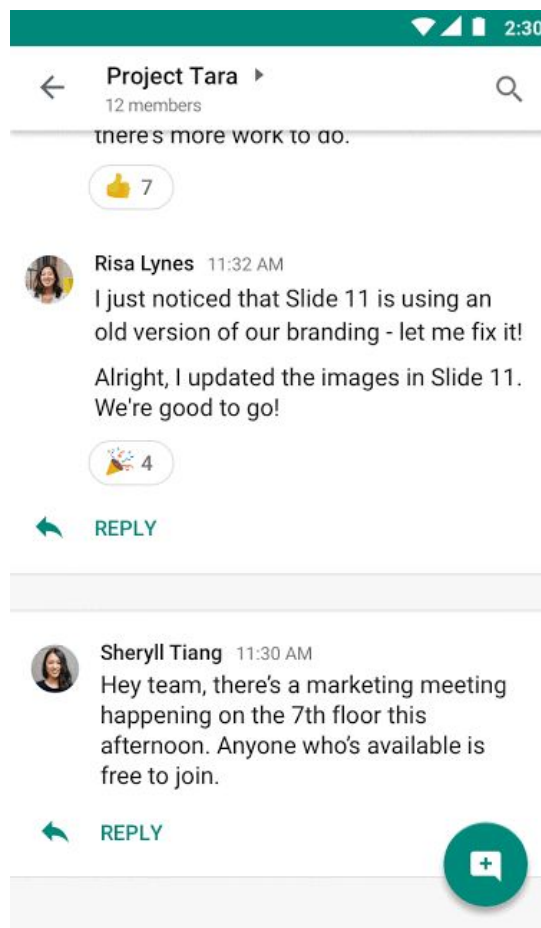 2:30
Project Tara
12 members
there's more work to do.
7
Risa Lynes 11:32 AM
I just noticed that Slide 11 is using an
old version of our branding - let me fix it!
Alright, I updated the images in Slide 11.
We're good to go!
4
REPLY
Sheryll Tiang 11:30 AM
Hey team, there’s a marketing meeting
happening on the 7th floor this
afternoon. Anyone who’s available is
free to join.
REPLY